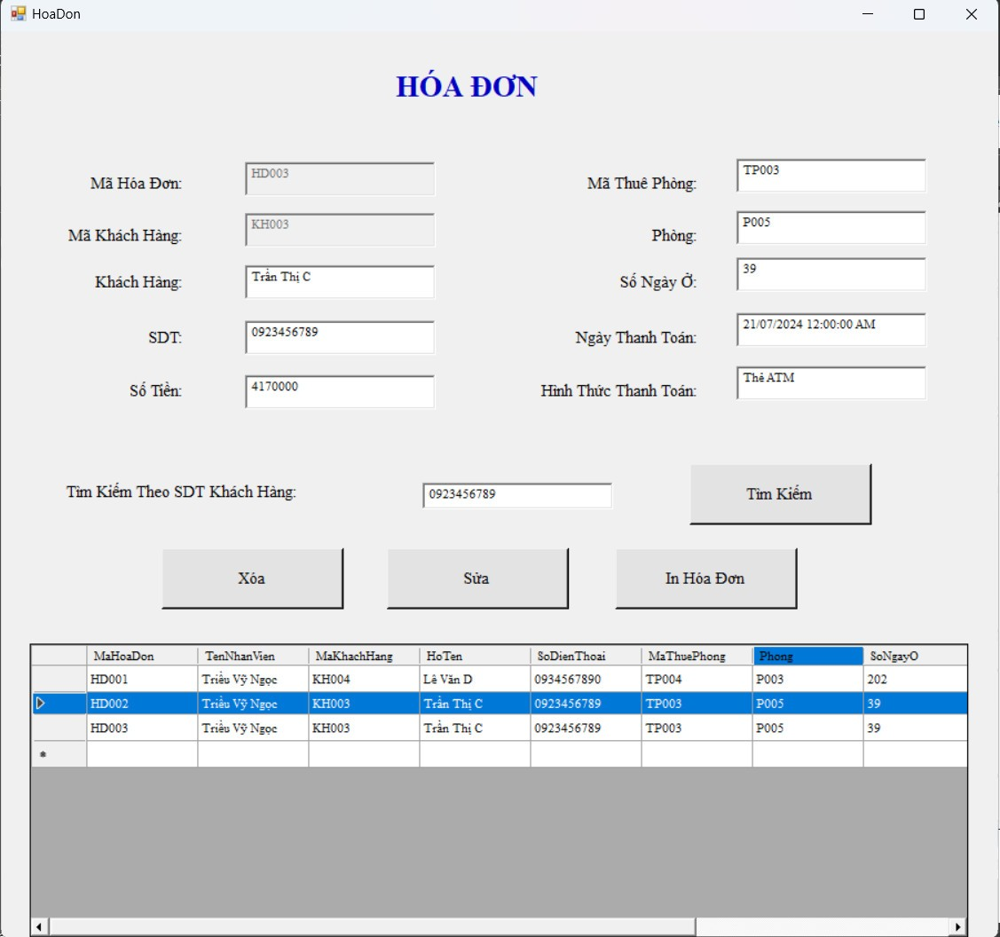 HoaDon
HÓA ĐƠN
Mã Hóa Đơn: HD003 Mã Thuê Phòng: TP003
Mã Khách Hàng: KH003 Phòng: P005
Khách Hàng: Trần Thị C Số Ngày Ở: 39
SDT: 0923456789 Ngày Thanh Toán: 21/07/2024 12:00:00 AM
Số Tiền: 4170000 Hình Thức Thanh Toán: Thẻ ATM
Tìm Kiếm Theo SDT Khách Hàng: 0923456789 Tìm Kiếm
Xóa Sửa In Hóa Đơn
MaHoaDon TenNhanVien MaKhachHang HoTen SoDienThoai MaThuePhong Phong SoNgayO
HD001 Triều Vỹ Ngọc KH004 Lê Văn D 0934567890 TP004 P003 202
HD002 Triều Vỹ Ngọc KH003 Trần Thị C 0923456789 TP003 P005 39
HD003 Triều Vỹ Ngọc KH003 Trần Thị C 0923456789 TP003 P005 39